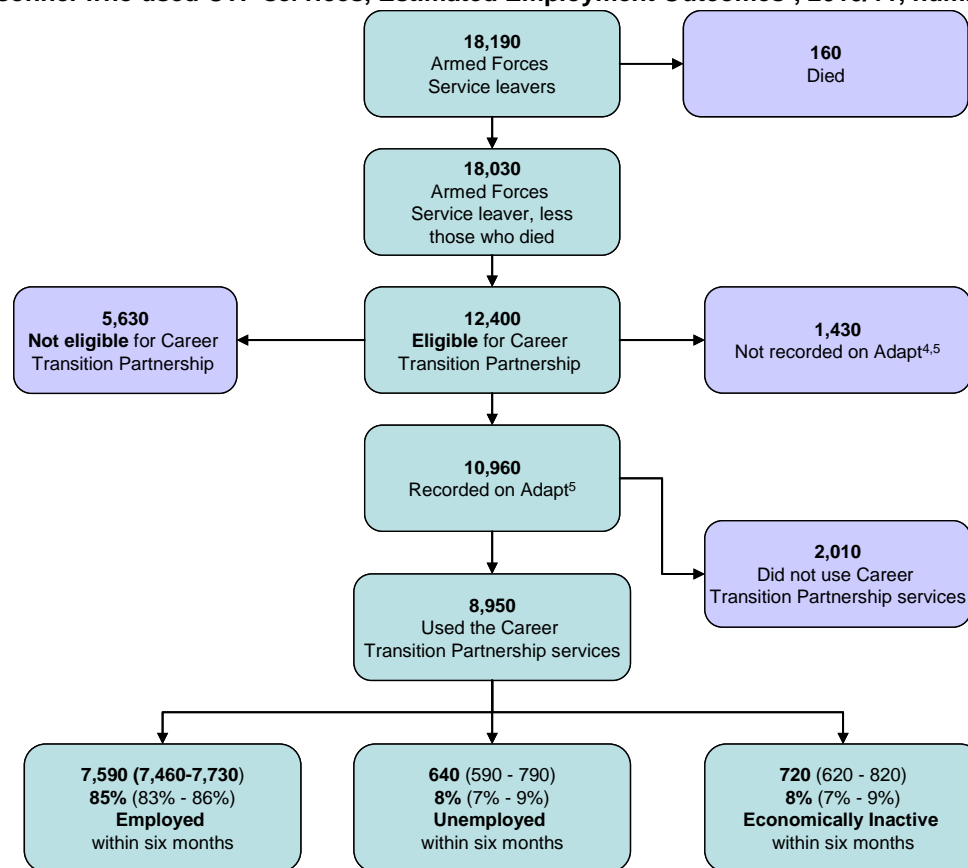 18,190
Armed Forces
Service leavers
160
Died
18,030
Armed Forces
Service leaver, less
those who died
5,630
Not eligible for Career
Transition Partnership
12,400
Eligible for Career
Transition Partnership
1,430
Not recorded on Adapt4,5
10,960
Recorded on Adapt5
2,010
Did not use Career
Transition Partnership services
8,950
Used the Career
Transition Partnership services
7,590 (7,460-7,730)
85% (83% - 86%)
Employed
within six months
640 (590 - 790)
8% (7% - 9%)
Unemployed
within six months
720 (620 - 820)
8% (7% - 9%)
Economically Inactive
within six months